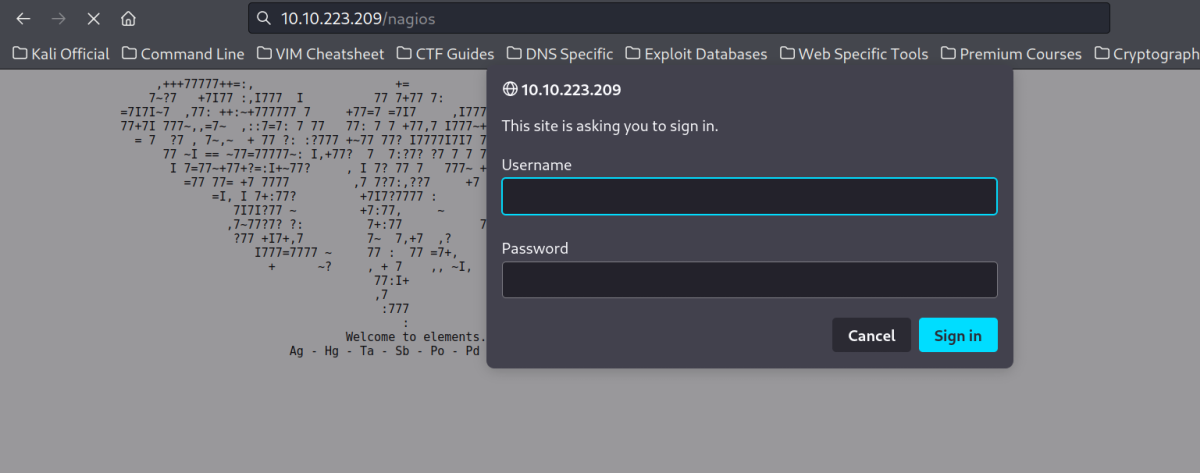 10.10.223.209/nagios
Kali Official Command Line VIM Cheatsheet CTF Guides DNS Specific Exploit Databases Web Specific Tools Premium Courses Cryptograph
,+++77777++=:, +=
7~?7 +7I77 :,I777 I 77 7+77 7:
=7I7I~7 ,77: ++:~+777777 7 +77=7 =7I7 ,I777
77+7I 777~,,=7~ ,::7=7: 7 77 77: 7 7 +77,7 I777~+
= 7 ?7 , 7~,~ + 77 ?: :?777 +~77 77? I7777I7I7 7
77 ~I == ~77=77777~: I,+77? 7 7:?7? ?7 7 7 7
I 7=77~+77+?=:I+~77? , I 7? 77 7 777~ +
=77 77= +7 7777 ,7 7?7:,??7 +7
=I, I 7+:77? +7I7?7777 :
7I7I?77 ~ +7:77, ~
,7~77?7? ?: 7+:77 7
?77 +I7+,7 7~ 7,+7 ,?
I777=7777 ~ 77 : 77 =7+,
+ ~? , + 7 ,, ~I,
77:I+
,7
:777
:
Welcome to elements.
Ag - Hg - Ta - Sb - Po - Pd
10.10.223.209
This site is asking you to sign in.
Username
Password
Cancel Sign in